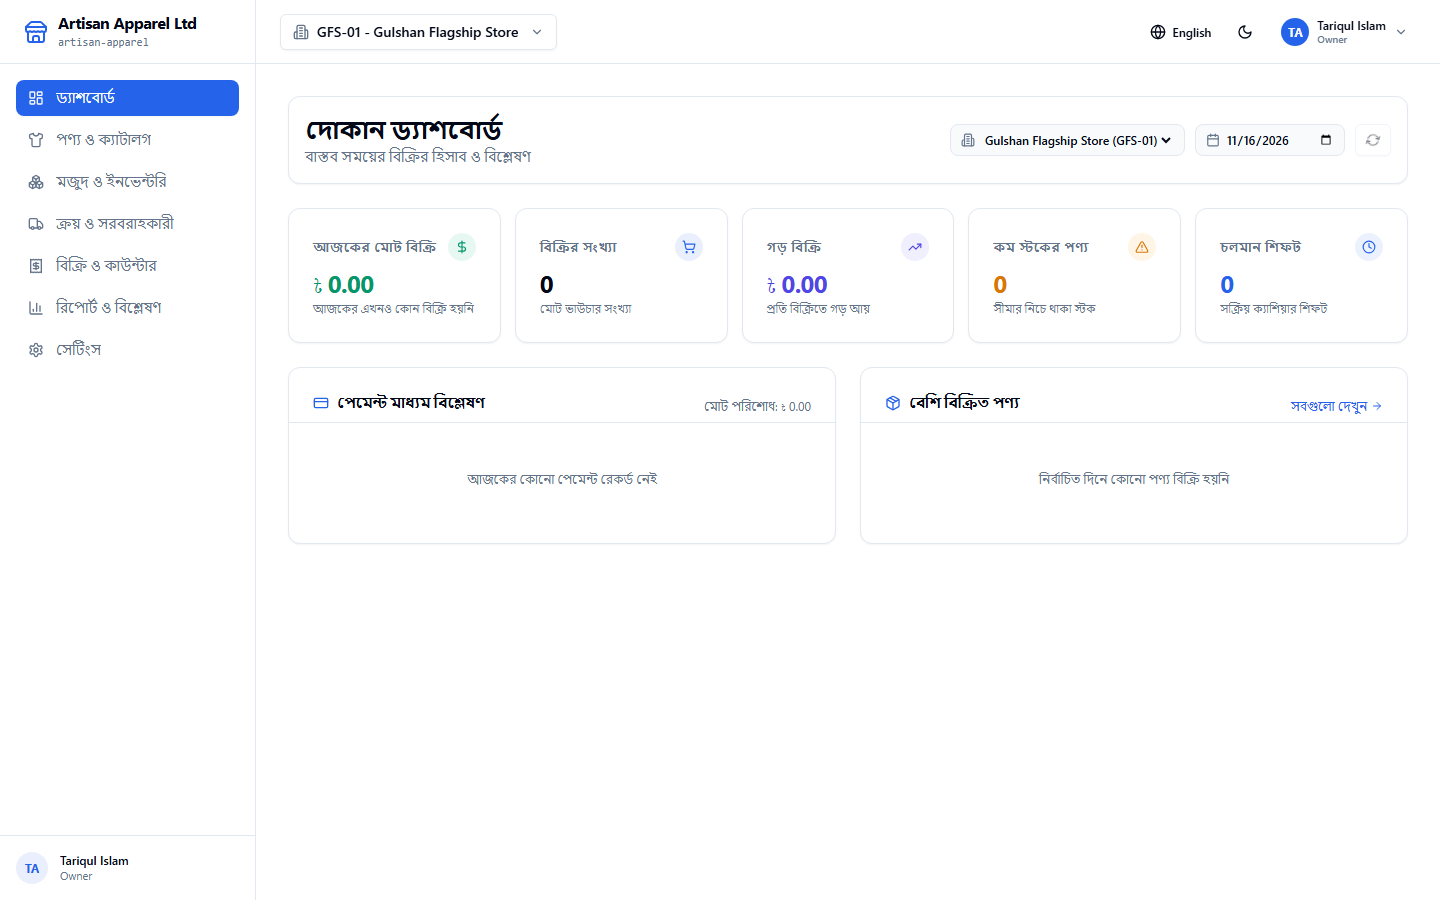 Artisan Apparel Ltd
artisan-apparel
GFS-01 - Gulshan Flagship Store
English
TA
Tariqul Islam
Owner
ড্যাশবোর্ড
পণ্য ও ক্যাটালগ
মজুদ ও ইনভেন্টরি
ক্রয় ও সরবরাহকারী
বিক্রি ও কাউন্টার
রিপোর্ট ও বিশ্লেষণ
সেটিংস
দোকান ড্যাশবোর্ড
বাস্তব সময়ের বিক্রির হিসাব ও বিশ্লেষণ
Gulshan Flagship Store (GFS-01)
11/16/2026
আজকের মোট বিক্রি
৳ 0.00
আজকের এখনও কোন বিক্রি হয়নি
বিক্রির সংখ্যা
0
মোট ভাউচার সংখ্যা
গড় বিক্রি
৳ 0.00
প্রতি বিক্রিতে গড় আয়
কম স্টকের পণ্য
0
সীমার নিচে থাকা স্টক
চলমান শিফট
0
সক্রিয় ক্যাশিয়ার শিফট
পেমেন্ট মাধ্যম বিশ্লেষণ
মোট পরিশোধ: ৳ 0.00
আজকের কোনো পেমেন্ট রেকর্ড নেই
বেশি বিক্রিত পণ্য
সবগুলো দেখুন →
নির্বাচিত দিনে কোনো পণ্য বিক্রি হয়নি
TA
Tariqul Islam
Owner